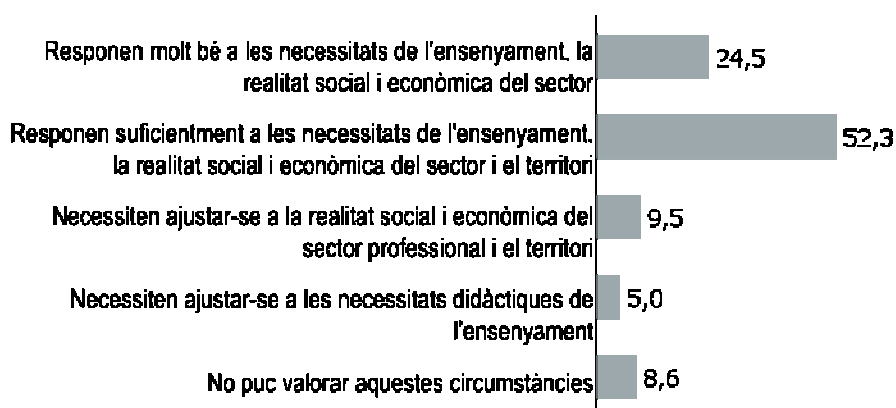 Responen molt bé a les necessitats de l'ensenyament, la
realitat social i econòmica del sector
24,5
Responen suficientment a les necessitats de l'ensenyament,
la realitat social i econòmica del sector i el territori
52,3
Necessiten ajustar-se a la realitat social i econòmica del
sector professional i el territori
9,5
Necessiten ajustar-se a les necessitats didàctiques de
l'ensenyament
5,0
No puc valorar aquestes circumstàncies
8,6